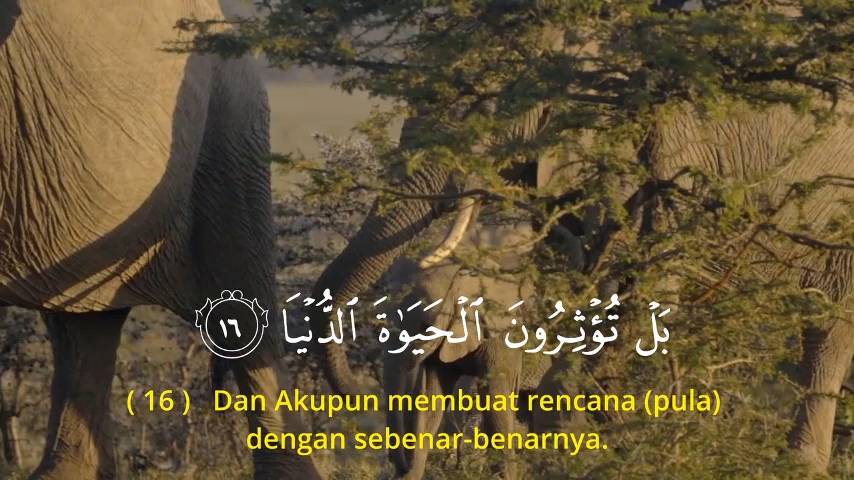 بَلْ تُؤْثِرُونَ ٱلْحَيَوٰةَ ٱلدُّنْيَا ١٦
( 16 ) Dan Akupun membuat rencana (pula)
dengan sebenar-benarnya.